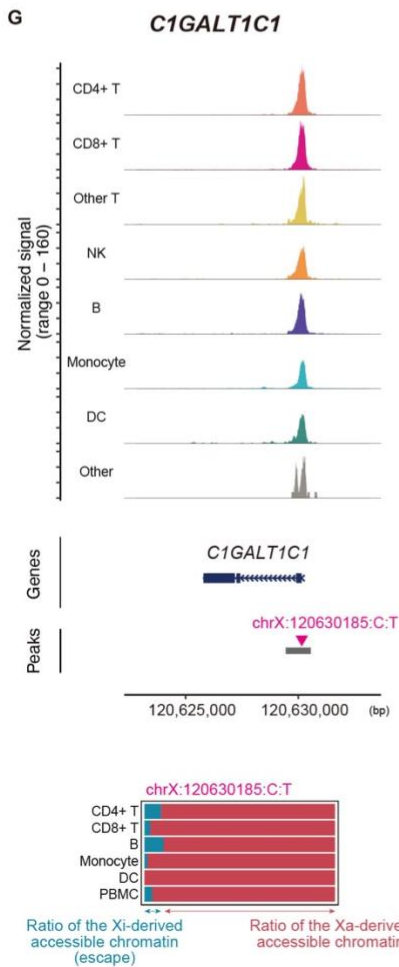 G
C1GALT1C1
Normalized signal
(range 0 – 160)
CD4+ T
CD8+ T
Other T
NK
B
Monocyte
DC
Other
Genes
C1GALT1C1
Peaks
chrX:120630185:C:T
120,625,000 120,630,000 (bp)
chrX:120630185:C:T
CD4+ T
CD8+ T
B
Monocyte
DC
PBMC
Ratio of the Xi-derived
accessible chromatin
(escape)
Ratio of the Xa-derive
accessible chromatin